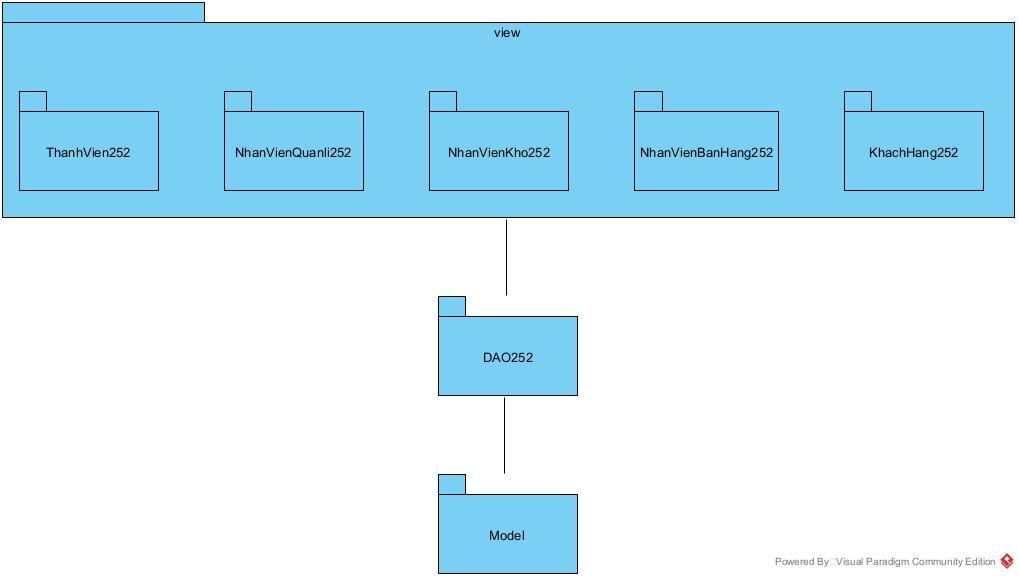 view
ThanhVien252
NhanVienQuanli252
NhanVienKho252
NhanVienBanHang252
KhachHang252
DAO252
Model
Powered By Visual Paradigm Community Edition